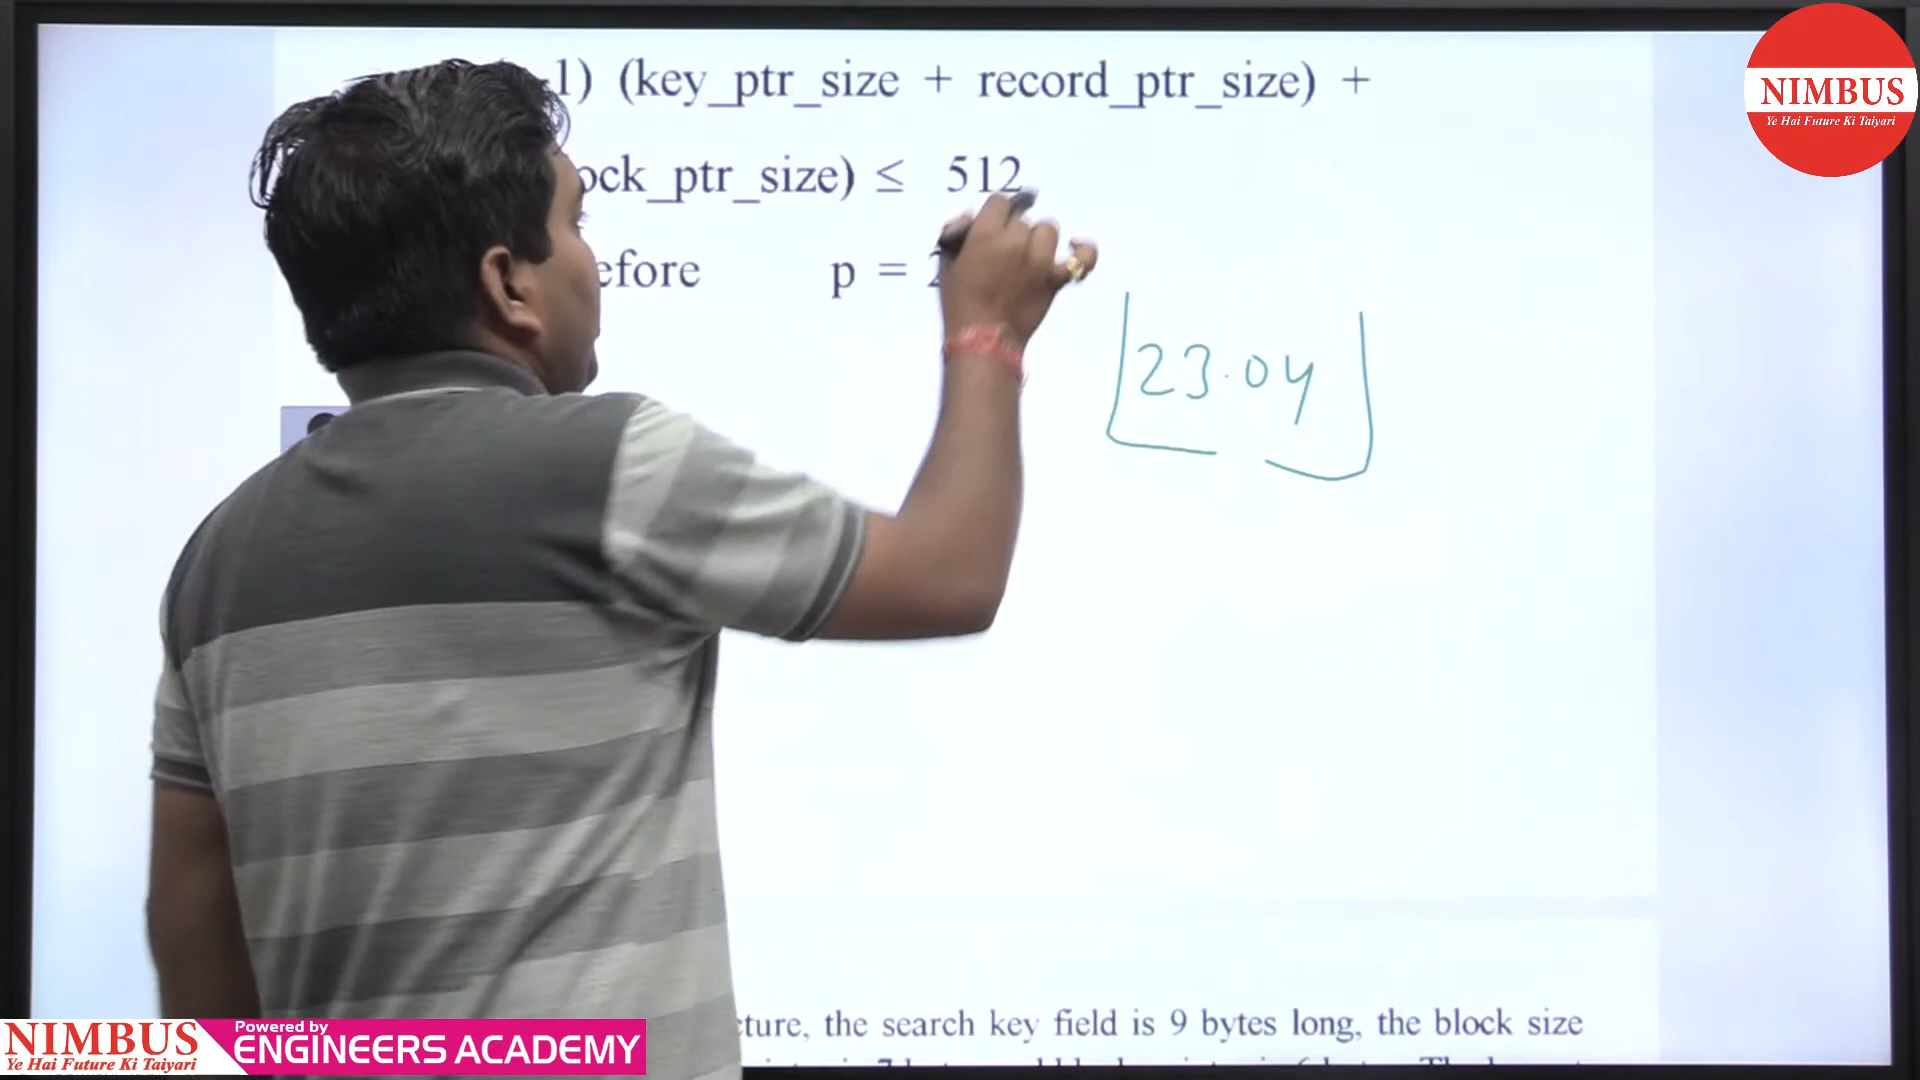 1) (key_ptr_size + record_ptr_size) +
ock_ptr_size) ≤ 512
efore p = 2
23.04
NIMBUS
Ye Hai Future Ki Taiyari
ture, the search key field is 9 bytes long, the block size
NIMBUS
Ye Hai Future Ki Taiyari
Powered by
ENGINEERS ACADEMY